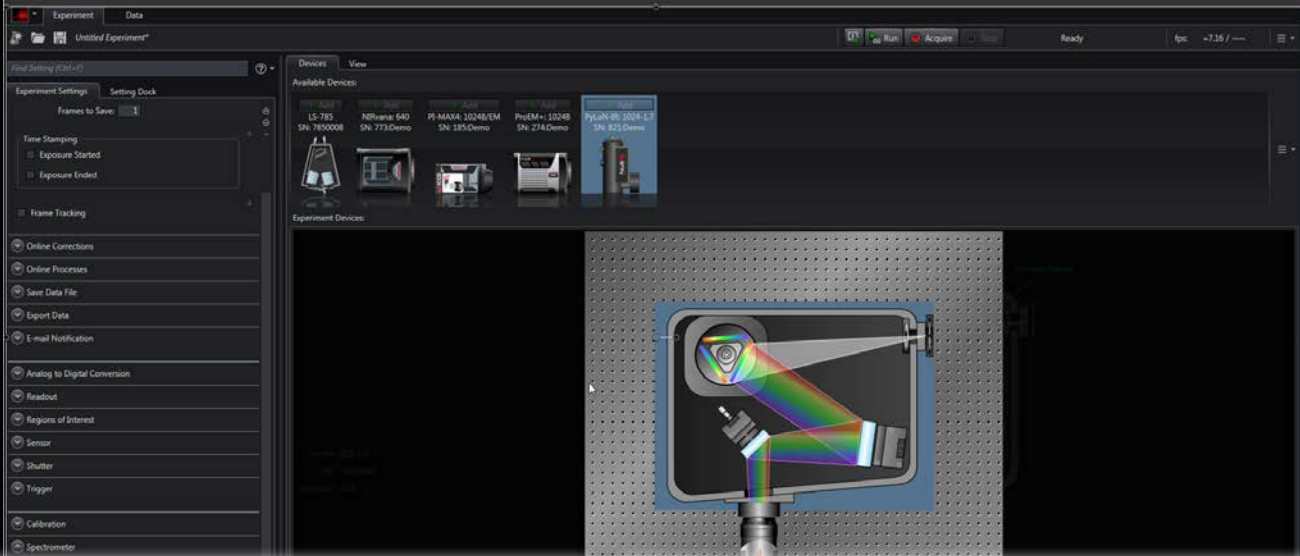 Experiment Data
Untitled Experiment*
Run Acquire Stop Ready fps: ~7.16 / ----
Find Setting (Ctrl+F)
Devices View
Available Devices:
Experiment Settings Setting Dock
Frames to Save: 1
Time Stamping
Exposure Started
Exposure Ended
Frame Tracking
Online Corrections
Online Processes
Save Data File
Export Data
E-mail Notification
Analog to Digital Conversion
Readout
Regions of Interest
Sensor
Shutter
Trigger
Calibration
Spectrometer
+ Add + Add + Add + Add + Add
LS-785 NIRvana: 640 PI-MAX4: 1024B/EM ProEM+: 1024B PyLoN-IR: 1024-1.7
SN: 7850008 SN: 773:Demo SN: 185:Demo SN: 274:Demo SN: 821:Demo
Experiment Devices: